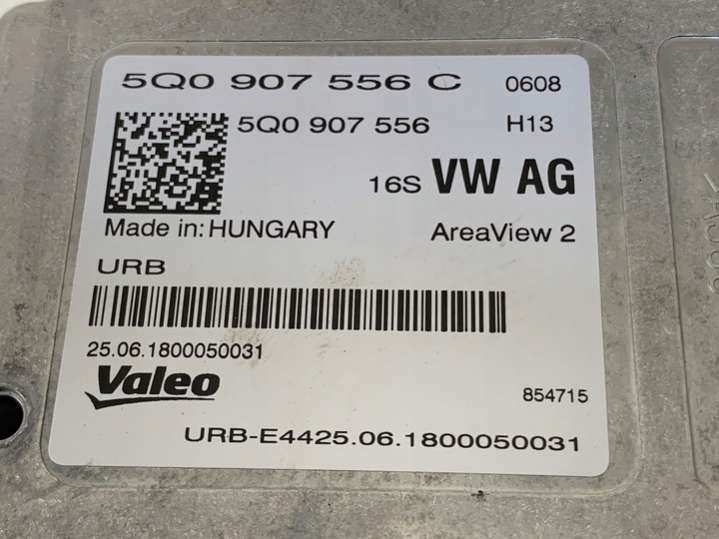 5Q0 907 556 C 0608
5Q0 907 556 H13
16S VW AG
Made in: HUNGARY AreaView 2
URB
25.06.1800050031
Valeo 854715
URB-E4425.06.1800050031